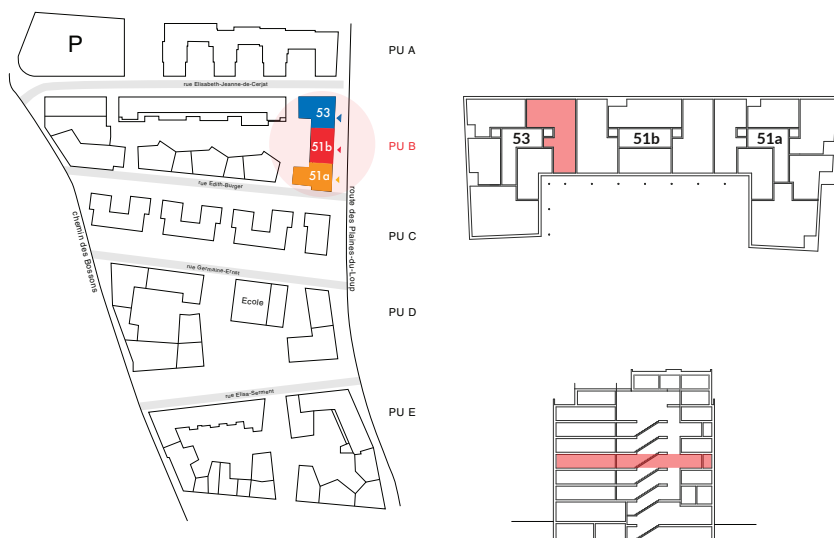 P
PU A
rue Elisabeth-Jeanne-de-Cerjat
53
51b
51a
PU B
rue Edith-Burger
route des Plaines-du-Loup
chemin des Bossons
PU C
rue Germaine-Ernst
Ecole
PU D
rue Elisa-Serment
PU E
53
51b
51a